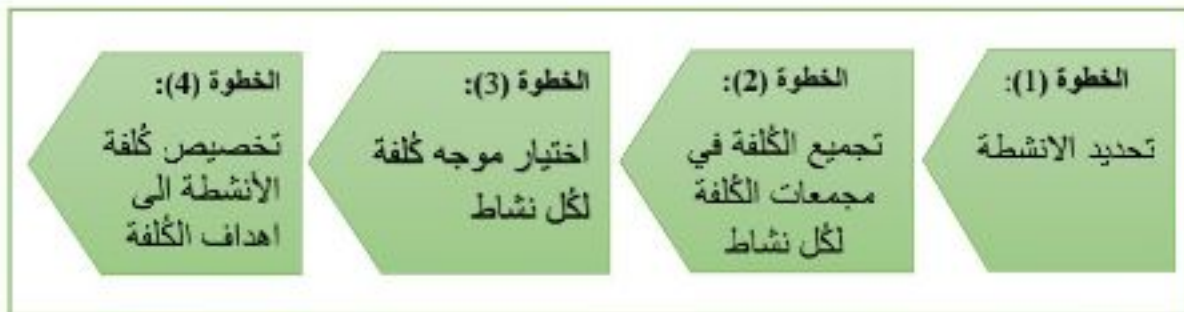 الخطوة (1):
تحديد الانشطة
الخطوة (2):
تجميع الكُلفة في
مجمعات الكُلفة
لكُل نشاط
الخطوة (3):
اختيار موجه كُلفة
لكُل نشاط
الخطوة (4):
تخصيص كُلفة
الأنشطة الى
اهداف الكُلفة